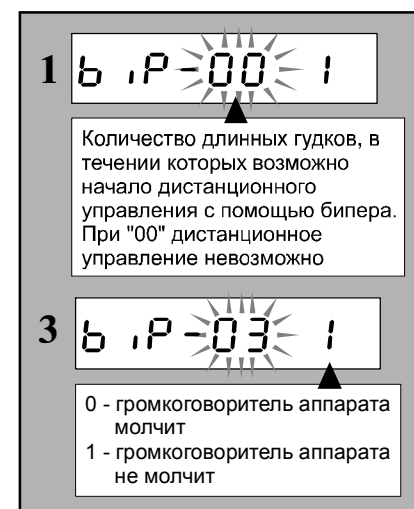 1 b iP-00 1
Количество длинных гудков, в
течении которых возможно
начало дистанционного
управления с помощью бипера.
При "00" дистанционное
управление невозможно
3 b iP-03 1
0 - громкоговоритель аппарата
молчит
1 - громкоговоритель аппарата
не молчит